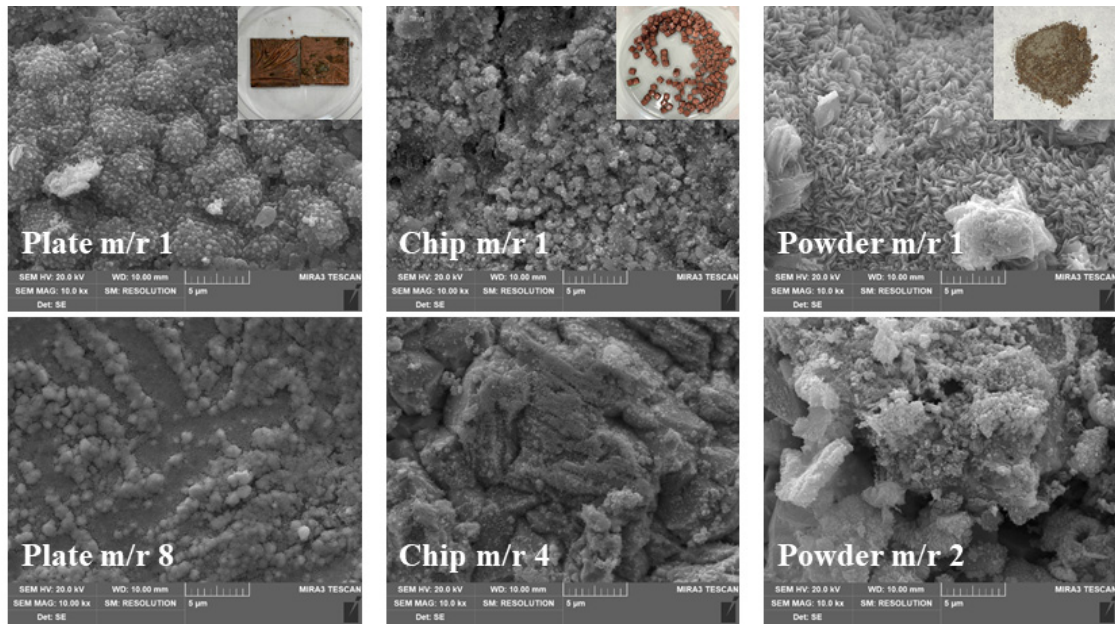 Plate m/r 1
SEM HV: 20.0 kV WD: 10.00 mm MIRA3 TESCAN
SEM MAG: 10.0 kx SM: RESOLUTION 5 µm
Det: SE
Chip m/r 1
SEM HV: 20.0 kV WD: 10.00 mm MIRA3 TESCAN
SEM MAG: 10.00 kx SM: RESOLUTION 5 µm
Det: SE
Powder m/r 1
SEM HV: 20.0 kV WD: 10.00 mm MIRA3 TESCAN
SEM MAG: 10.0 kx SM: RESOLUTION 5 µm
Det: SE
Plate m/r 8
SEM HV: 20.0 kV WD: 10.00 mm MIRA3 TESCAN
SEM MAG: 10.00 kx SM: RESOLUTION 5 µm
Det: SE
Chip m/r 4
SEM HV: 20.0 kV WD: 10.00 mm MIRA3 TESCAN
SEM MAG: 10.00 kx SM: RESOLUTION 5 µm
Det: SE
Powder m/r 2
SEM HV: 20.0 kV WD: 10.00 mm MIRA3 TESCAN
SEM MAG: 10.00 kx SM: RESOLUTION 5 µm
Det: SE